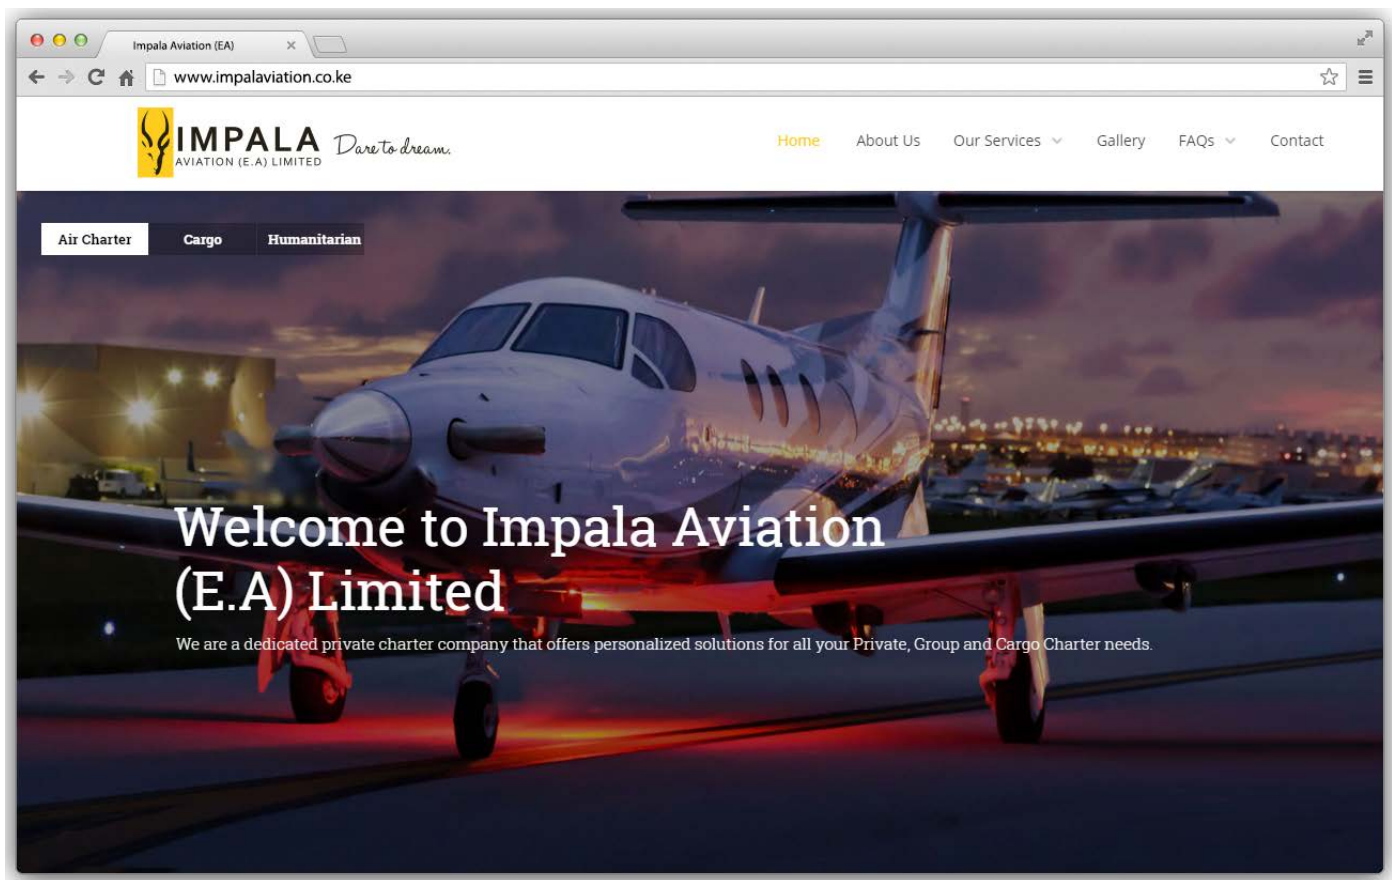 Impala Aviation (EA)
www.impalaviation.co.ke
IMPALA
AVIATION (E.A) LIMITED
Dare to dream.
Home About Us Our Services Gallery FAQs Contact
Air Charter Cargo Humanitarian
Welcome to Impala Aviation
(E.A) Limited
We are a dedicated private charter company that offers personalized solutions for all your Private, Group and Cargo Charter needs.